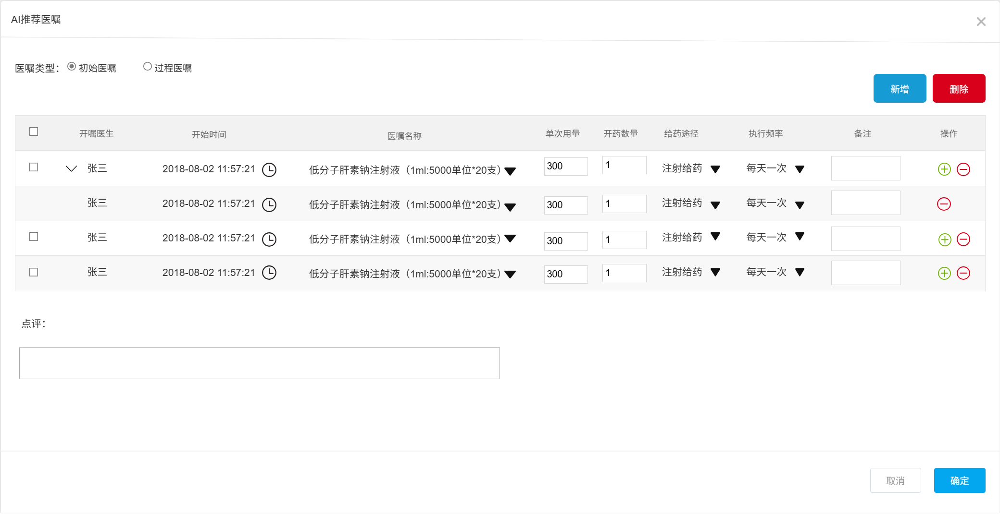 AI推荐医嘱
医嘱类型： 初始医嘱 过程医嘱
新增 删除
开嘱医生 开始时间 医嘱名称 单次用量 开药数量 给药途径 执行频率 备注 操作
张三 2018-08-02 11:57:21 低分子肝素钠注射液（1ml:5000单位*20支） 300 1 注射给药 每天一次
张三 2018-08-02 11:57:21 低分子肝素钠注射液（1ml:5000单位*20支） 300 1 注射给药 每天一次
张三 2018-08-02 11:57:21 低分子肝素钠注射液（1ml:5000单位*20支） 300 1 注射给药 每天一次
张三 2018-08-02 11:57:21 低分子肝素钠注射液（1ml:5000单位*20支） 300 1 注射给药 每天一次
点评：
取消 确定